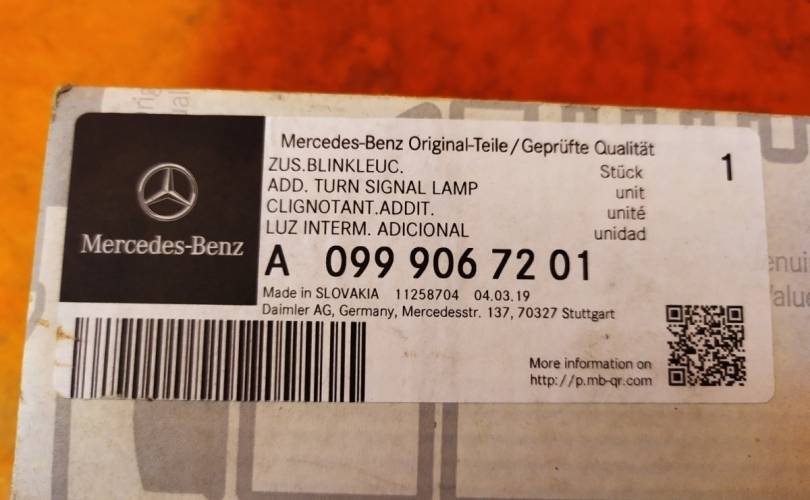 Mercedes-Benz Original-Teile/Geprüfte Qualität
ZUS.BLINKLEUC. Stück 1
ADD. TURN SIGNAL LAMP unit
CLIGNOTANT.ADDIT. unité
LUZ INTERM. ADICIONAL unidad
Mercedes-Benz
A 099 906 72 01
Made in SLOVAKIA 11258704 04.03.19
Daimler AG, Germany, Mercedesstr. 137, 70327 Stuttgart
More information on
http://p.mb-qr.com